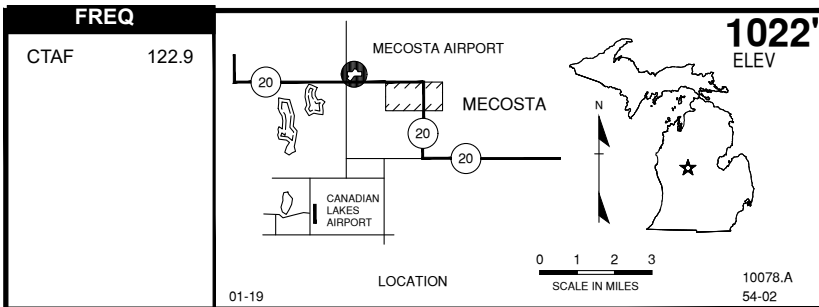 FREQ
CTAF 122.9
MECOSTA AIRPORT
20
MECOSTA
20
20
CANADIAN
LAKES
AIRPORT
LOCATION
01-19
N
1022'
ELEV
0 1 2 3
SCALE IN MILES
10078.A
54-02